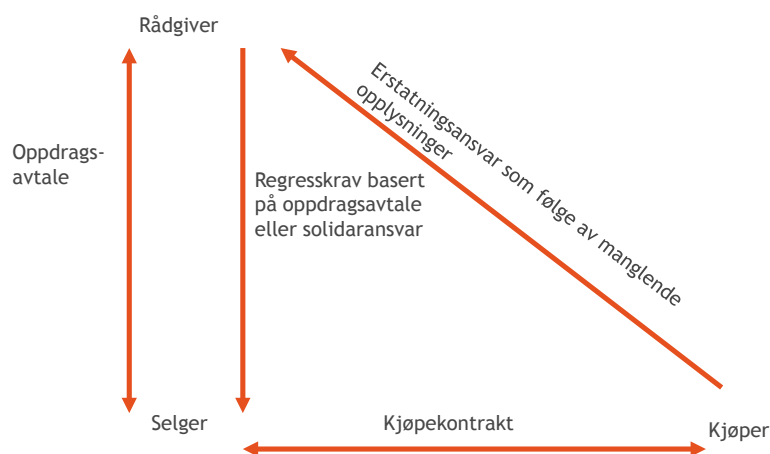 Rådgiver
Erstatningsansvar som følge av manglende
opplysninger
Oppdrags-
avtale
Regresskrav basert
på oppdragsavtale
eller solidaransvar
Selger
Kjøpekontrakt
Kjøper